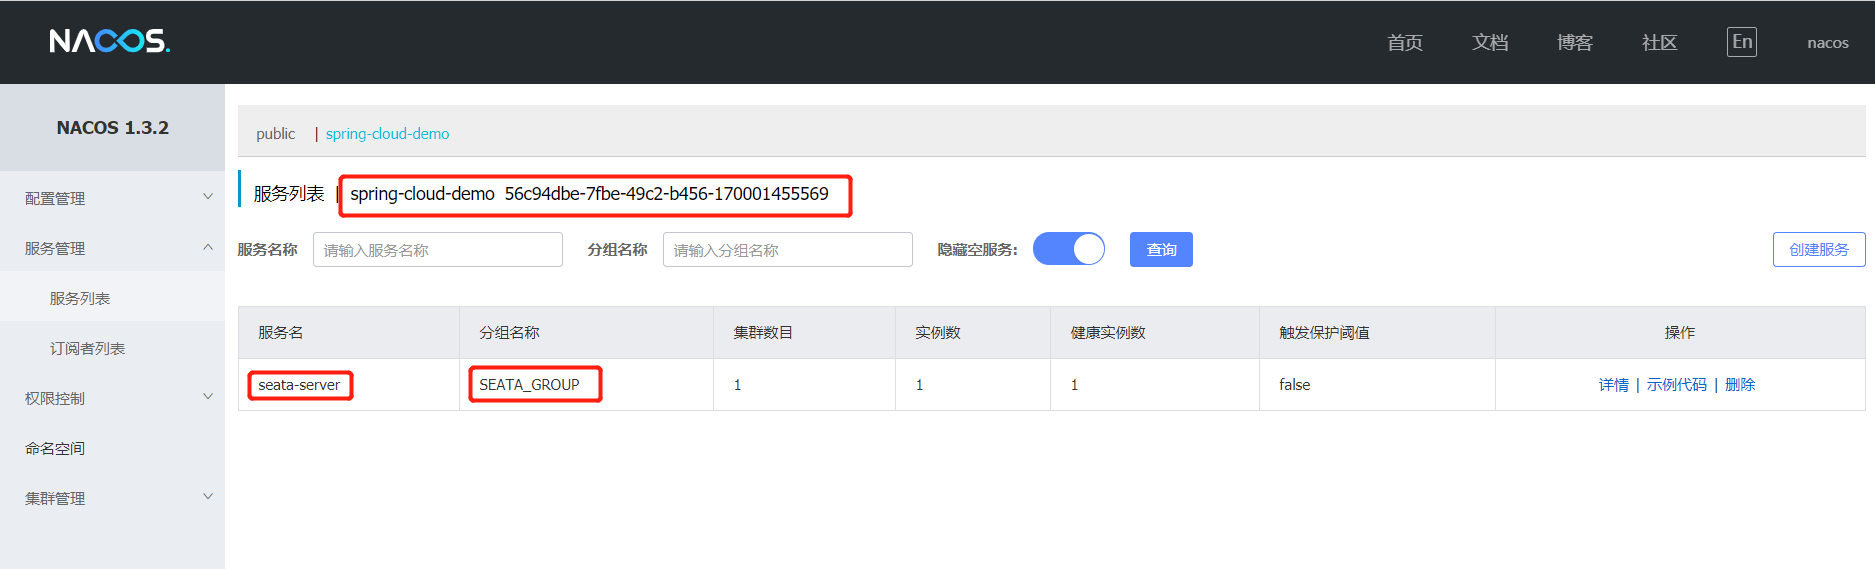 NACOS. 首页 文档 博客 社区 En nacos
NACOS 1.3.2
配置管理
服务管理
服务列表
订阅者列表
权限控制
命名空间
集群管理
public | spring-cloud-demo
服务列表 | spring-cloud-demo 56c94dbe-7fbe-49c2-b456-170001455569
服务名称 请输入服务名称 分组名称 请输入分组名称 隐藏空服务: 查询 创建服务
服务名 分组名称 集群数目 实例数 健康实例数 触发保护阈值 操作
seata-server SEATA_GROUP 1 1 1 false 详情 | 示例代码 | 删除